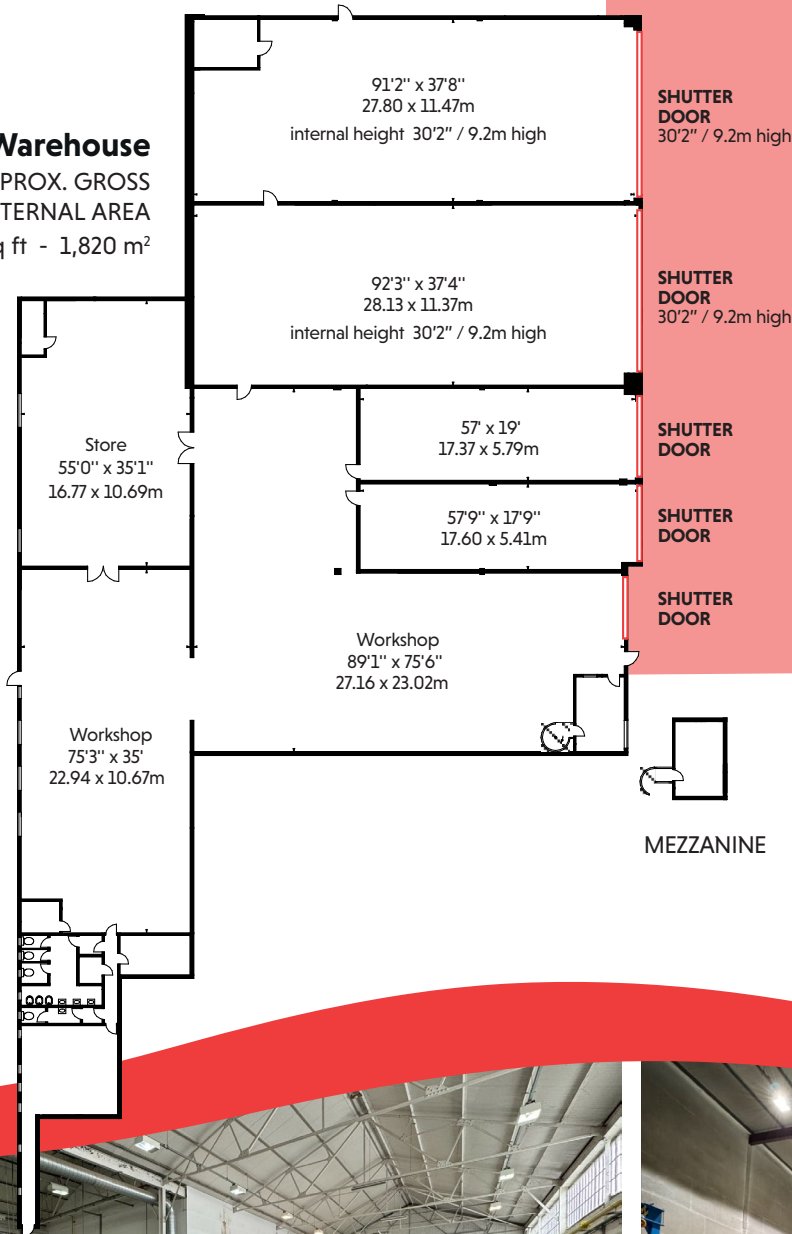 Warehouse
PROX. GROSS
TERNAL AREA
q ft - 1,820 m²
91'2'' x 37'8''
27.80 x 11.47m
internal height 30'2” / 9.2m high
SHUTTER
DOOR
30'2” / 9.2m high
92'3'' x 37'4''
28.13 x 11.37m
internal height 30'2” / 9.2m high
SHUTTER
DOOR
30'2” / 9.2m high
Store
55'0'' x 35'1''
16.77 x 10.69m
57' x 19'
17.37 x 5.79m
SHUTTER
DOOR
57'9'' x 17'9''
17.60 x 5.41m
SHUTTER
DOOR
SHUTTER
DOOR
Workshop
89'1'' x 75'6''
27.16 x 23.02m
Workshop
75'3'' x 35'
22.94 x 10.67m
MEZZANINE